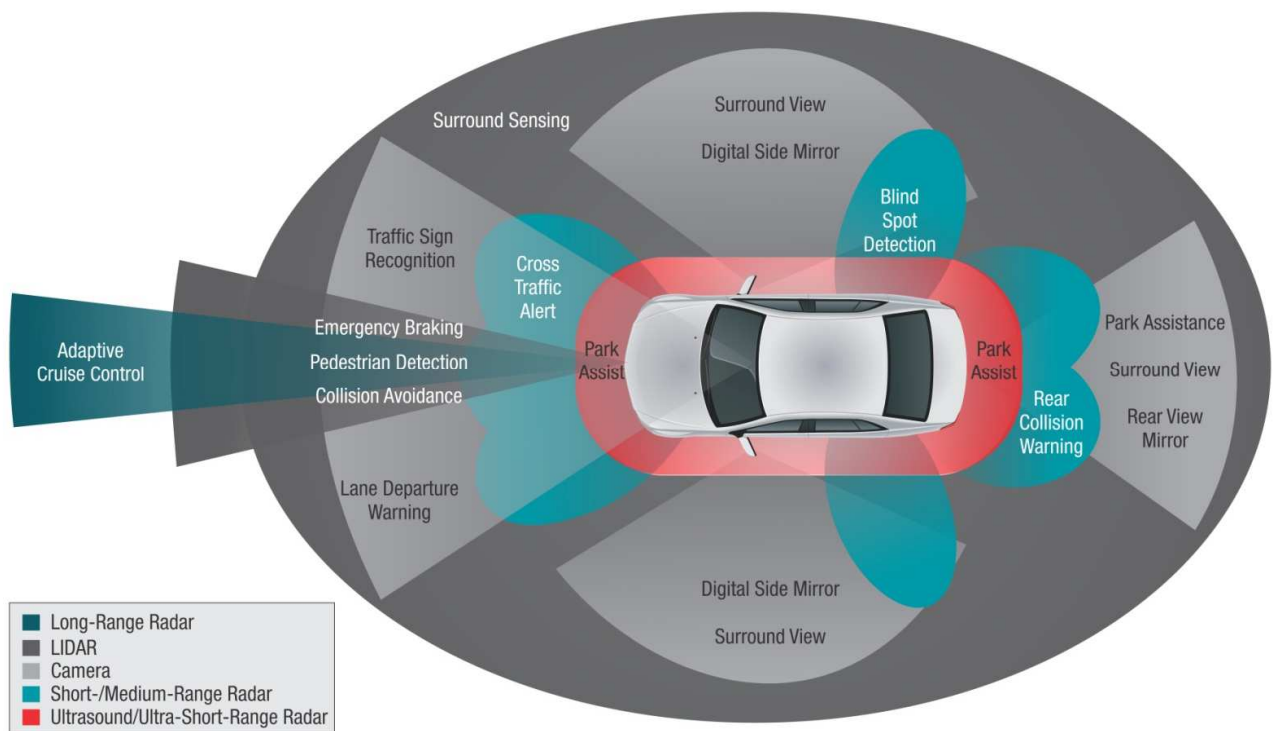 Surround Sensing
Surround View
Digital Side Mirror
Blind
Spot
Detection
Traffic Sign
Recognition
Cross
Traffic
Alert
Emergency Braking
Pedestrian Detection
Collision Avoidance
Adaptive
Cruise Control
Park
Assist
Park
Assist
Park Assistance
Surround View
Rear View
Mirror
Rear
Collision
Warning
Lane Departure
Warning
Digital Side Mirror
Surround View
Long-Range Radar
LIDAR
Camera
Short-/Medium-Range Radar
Ultrasound/Ultra-Short-Range Radar